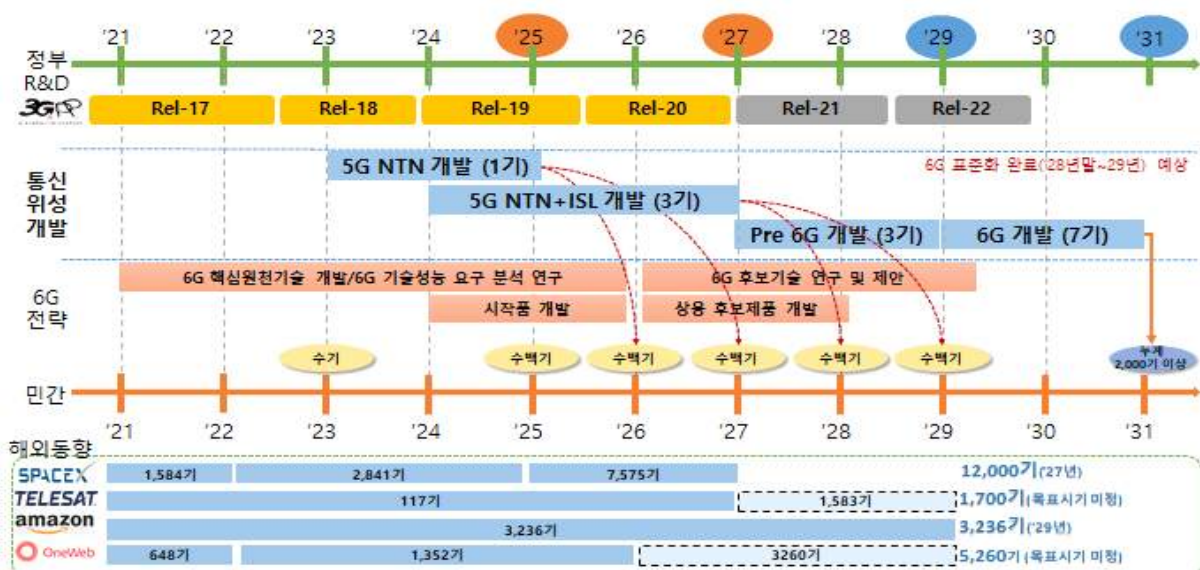 '21 '22 '23 '24 '25 '26 '27 '28 '29 '30 '31
정부
R&D
3GPP
Rel-17 Rel-18 Rel-19 Rel-20 Rel-21 Rel-22
6G 표준화 완료('28년말~29년) 예상
통신
위성
개발
5G NTN 개발 (1기)
5G NTN+ISL 개발 (3기)
Pre 6G 개발 (3기) 6G 개발 (7기)
6G
전략
6G 핵심원천기술 개발/6G 기술성능 요구 분석 연구 6G 후보기술 연구 및 제안
시작품 개발 상용 후보제품 개발
수기 수백기 수백기 수백기 수백기 수백기
누계
2,000기 이상
민간
'21 '22 '23 '24 '25 '26 '27 '28 '29 '30 '31
해외동향
SPACEX 1,584기 2,841기 7,575기 12,000기('27년)
TELESAT 117기 1,583기 1,700기(목표시기 미정)
amazon 3,236기 3,236기('29년)
OneWeb 648기 1,352기 3260기 5,260기 (목표시기 미정)